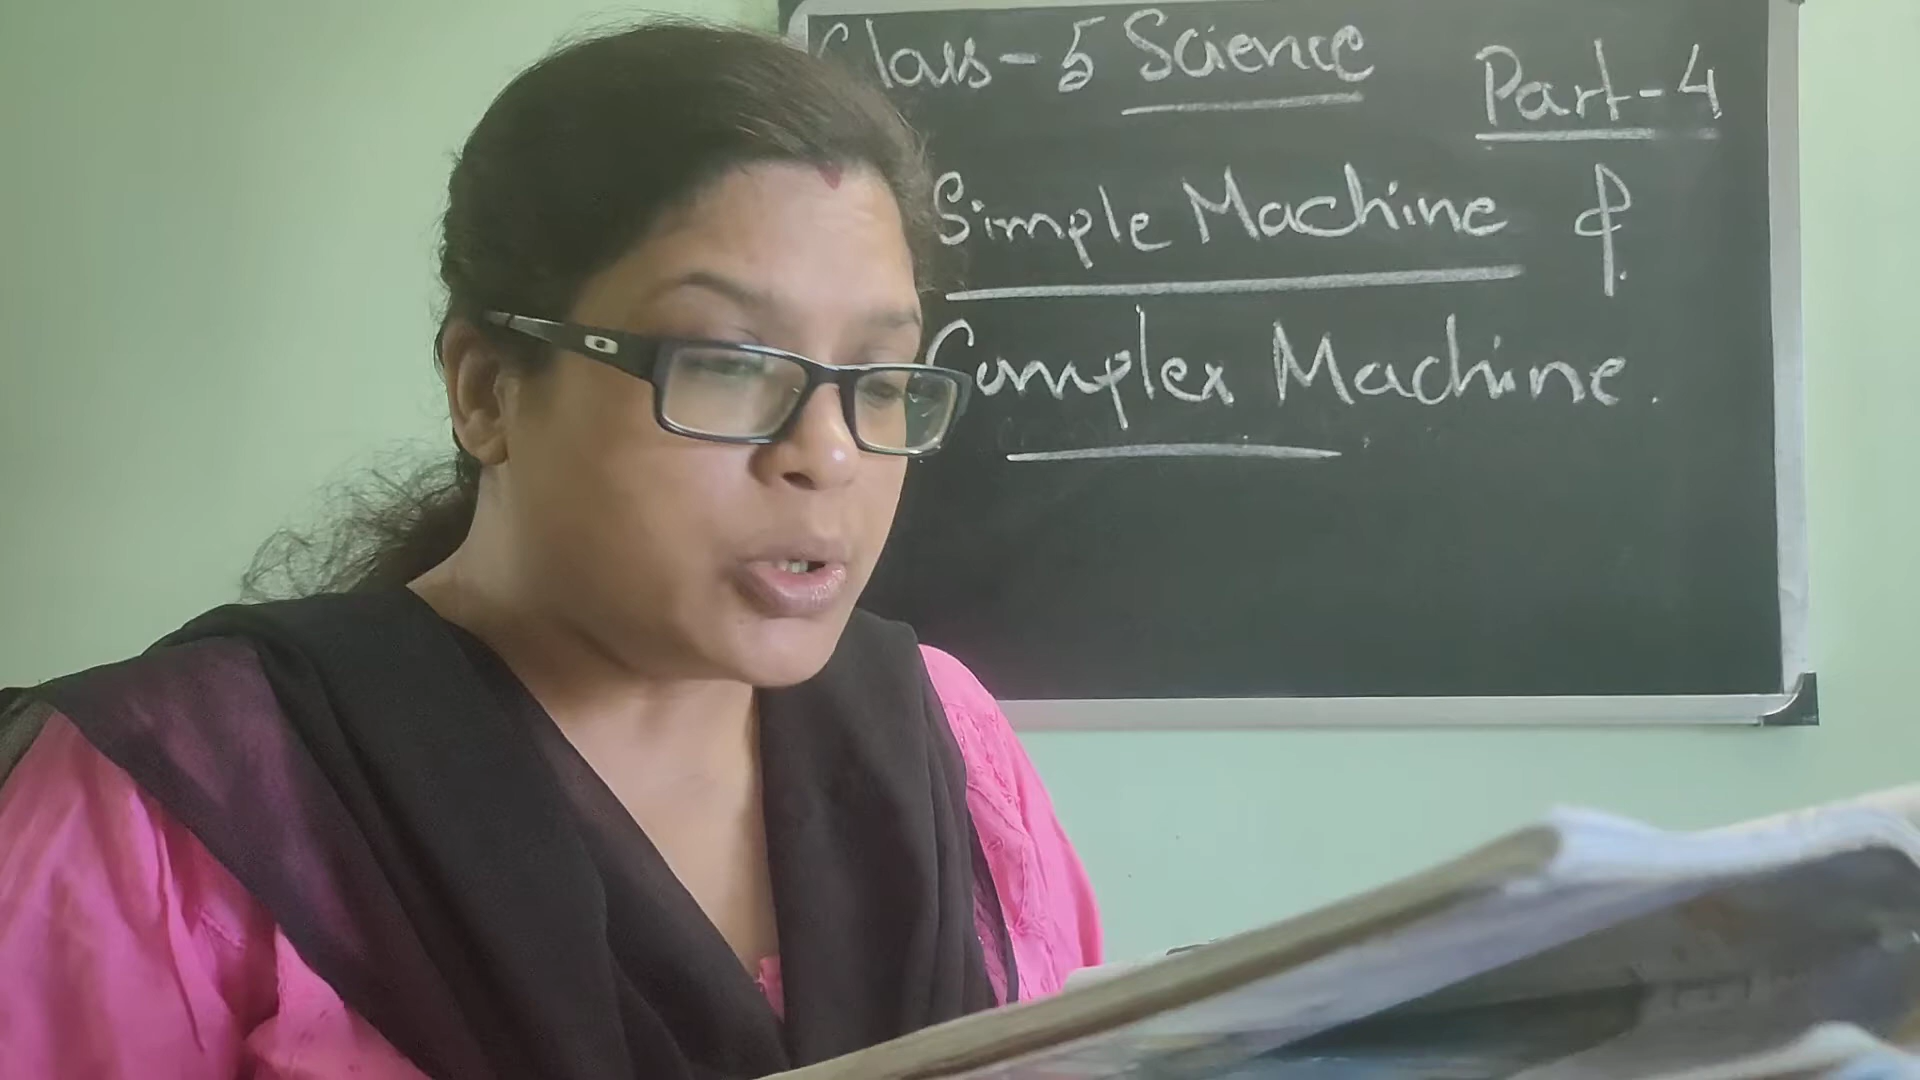 Class - 5 Science
Part - 4
Simple Machine &
Complex Machine.